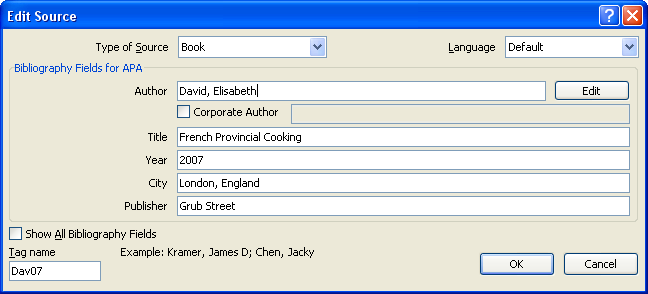 Edit Source
Type of Source Book Language Default
Bibliography Fields for APA
Author David, Elisabeth Edit
Corporate Author
Title French Provincial Cooking
Year 2007
City London, England
Publisher Grub Street
Show All Bibliography Fields
Tag name Example: Kramer, James D; Chen, Jacky
Dav07 OK Cancel